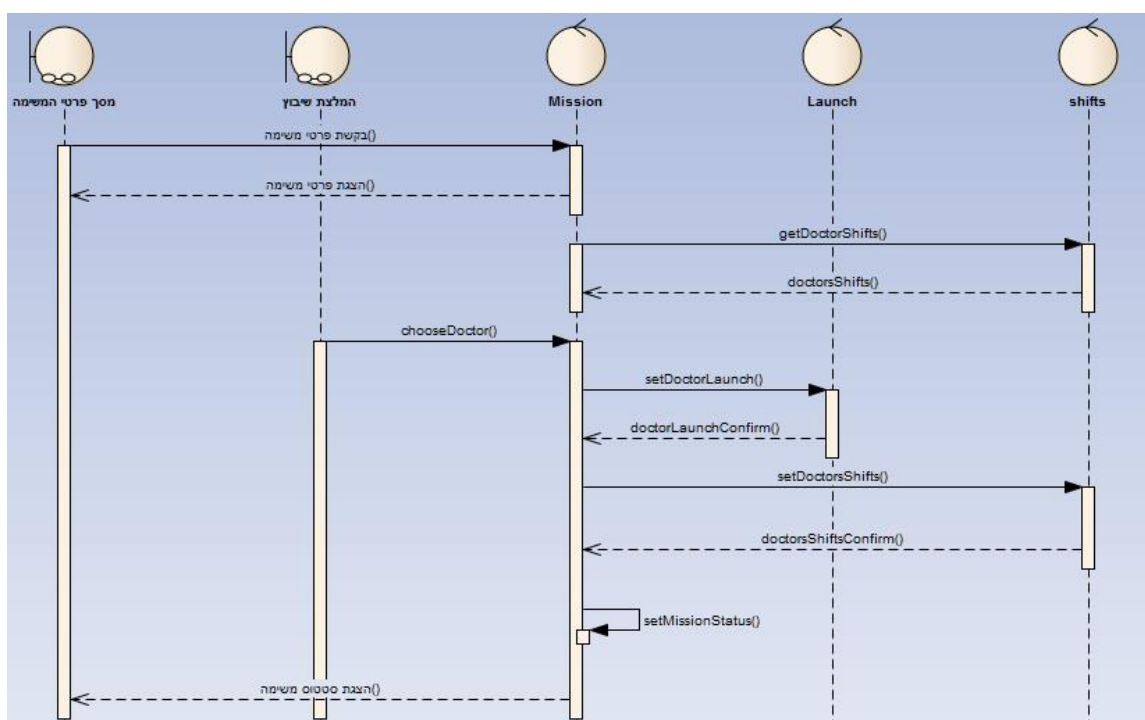 מסך פרטי המשימה
המלצת שיבוץ
Mission
Launch
shifts
בקשת פרטי משימה()
הצגת פרטי משימה()
getDoctorShifts()
doctorsShifts()
chooseDoctor()
setDoctorLaunch()
doctorLaunchConfirm()
setDoctorsShifts()
doctorsShiftsConfirm()
setMissionStatus()
הצגת סטטוס משימה()